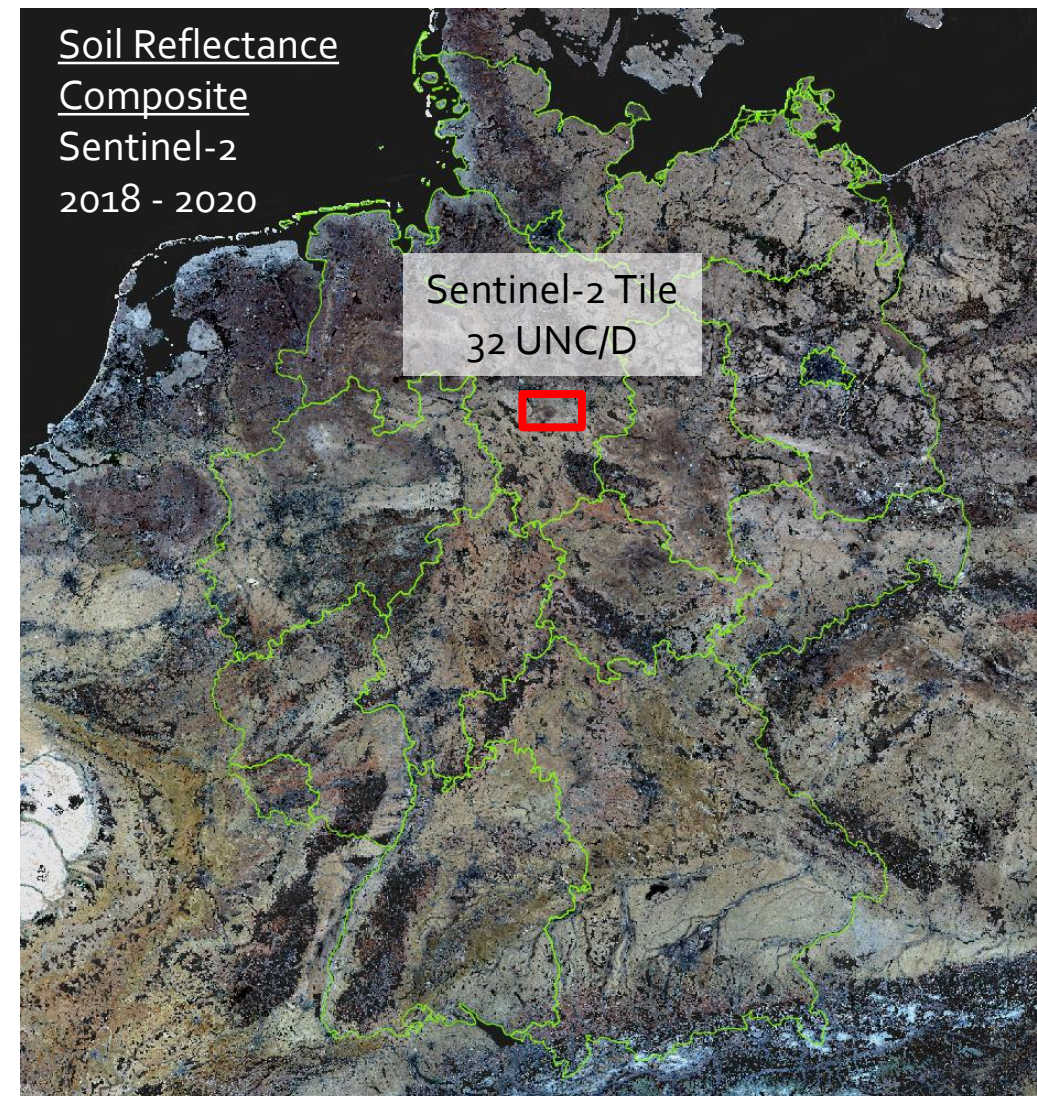 Soil Reflectance
Composite
Sentinel-2
2018 - 2020
Sentinel-2 Tile
32 UNC/D